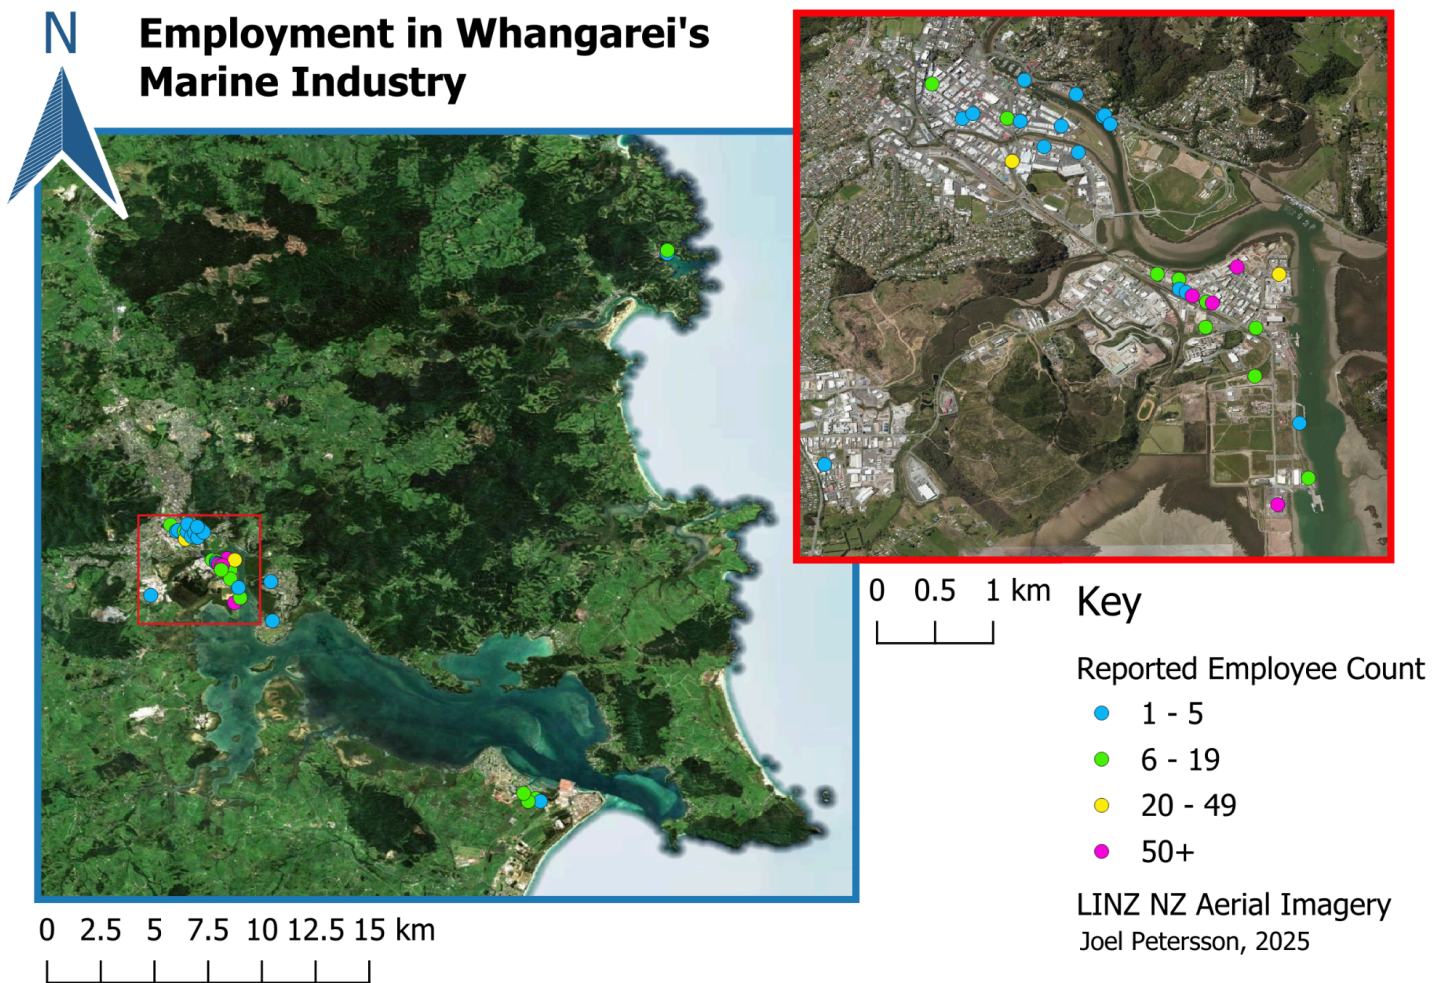 N
Employment in Whangarei's
Marine Industry
0 0.5 1 km
Key
Reported Employee Count
1 - 5
6 - 19
20 - 49
50+
LINZ NZ Aerial Imagery
Joel Petersson, 2025
0 2.5 5 7.5 10 12.5 15 km